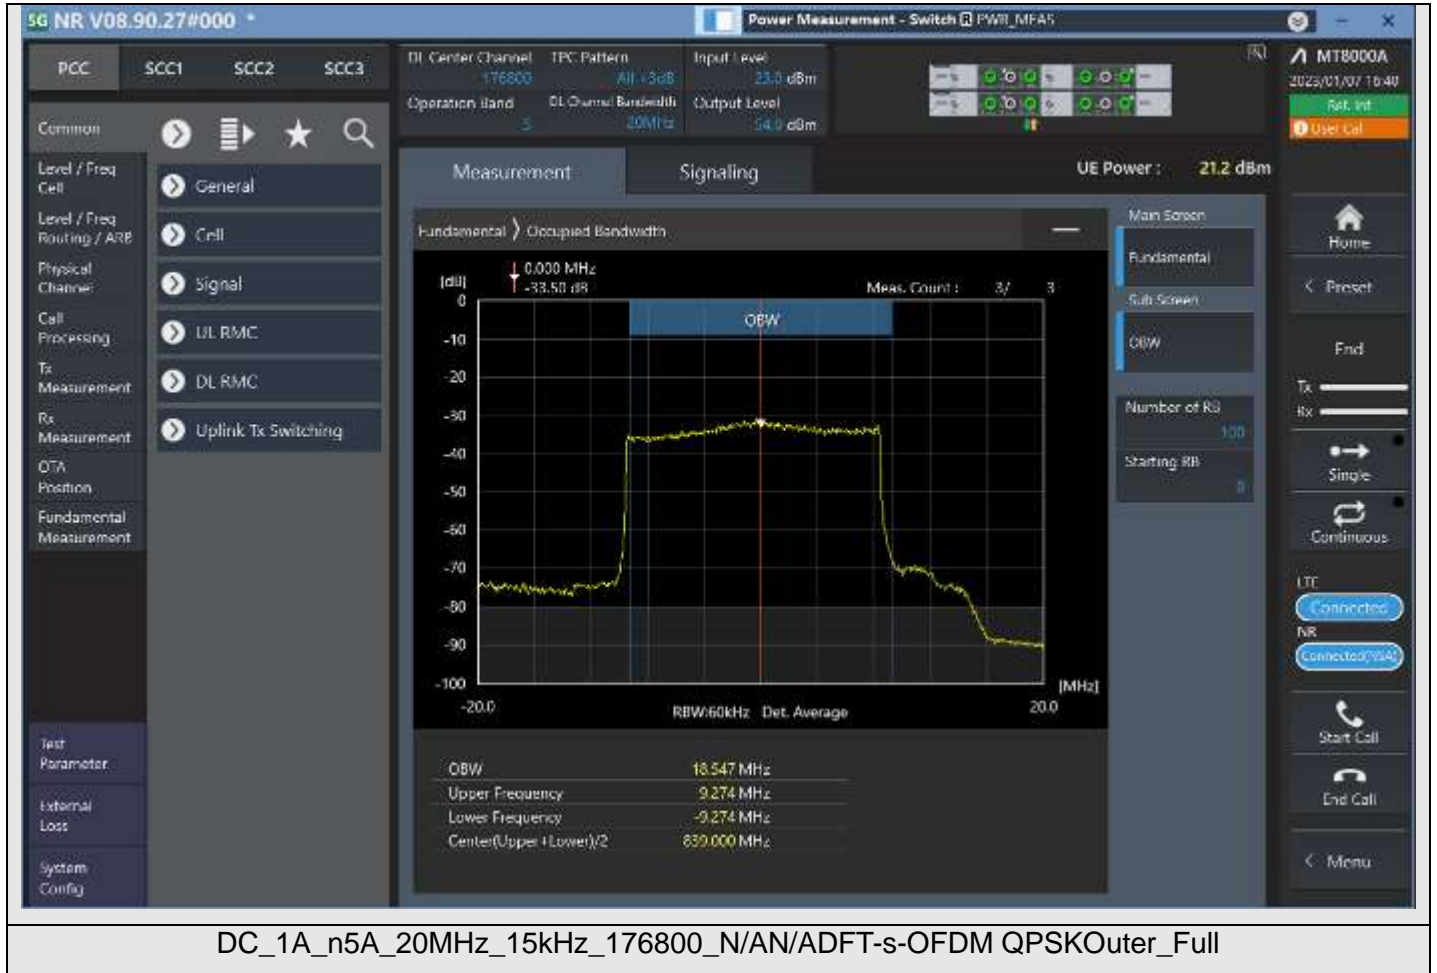 5G NR V08.90.27#000 *
Power Measurement - Switch PWR_MEAS
PCC SCC1 SCC2 SCC3
DL Center Channel TPC Pattern Input Level
176800 All +3dB 23.0 dBm
Operation Band DL Channel Bandwidth Output Level
5 20MHz 54.0 dBm
MT8000A
2023/01/07 16:40
Ref. Int
User Cal
Common
Level / Freq
Cell
Level / Freq
Routing / ARB
Physical
Channel
Call
Processing
Tx
Measurement
Rx
Measurement
OTA
Position
Fundamental
Measurement
Test
Parameter
External
Loss
System
Config
General
Cell
Signal
UL RMC
DL RMC
Uplink Tx Switching
Measurement Signaling
UE Power : 21.2 dBm
Fundamental > Occupied Bandwidth
[dB]
0.000 MHz
-33.50 dB
Meas. Count : 3/ 3
OBW
0
-10
-20
-30
-40
-50
-60
-70
-80
-90
-100
-20.0
RBW:60kHz Det. Average
20.0
[MHz]
OBW 18.547 MHz
Upper Frequency 9.274 MHz
Lower Frequency -9.274 MHz
Center(Upper+Lower)/2 839.000 MHz
Main Screen
Fundamental
Sub Screen
OBW
Number of RB
100
Starting RB
0
Home
< Preset
End
Tx
Rx
Single
Continuous
LTE
Connected
NR
Connected(NSA)
Start Call
End Call
< Menu
DC_1A_n5A_20MHz_15kHz_176800_N/AN/ADFT-s-OFDM QPSKOuter_Full